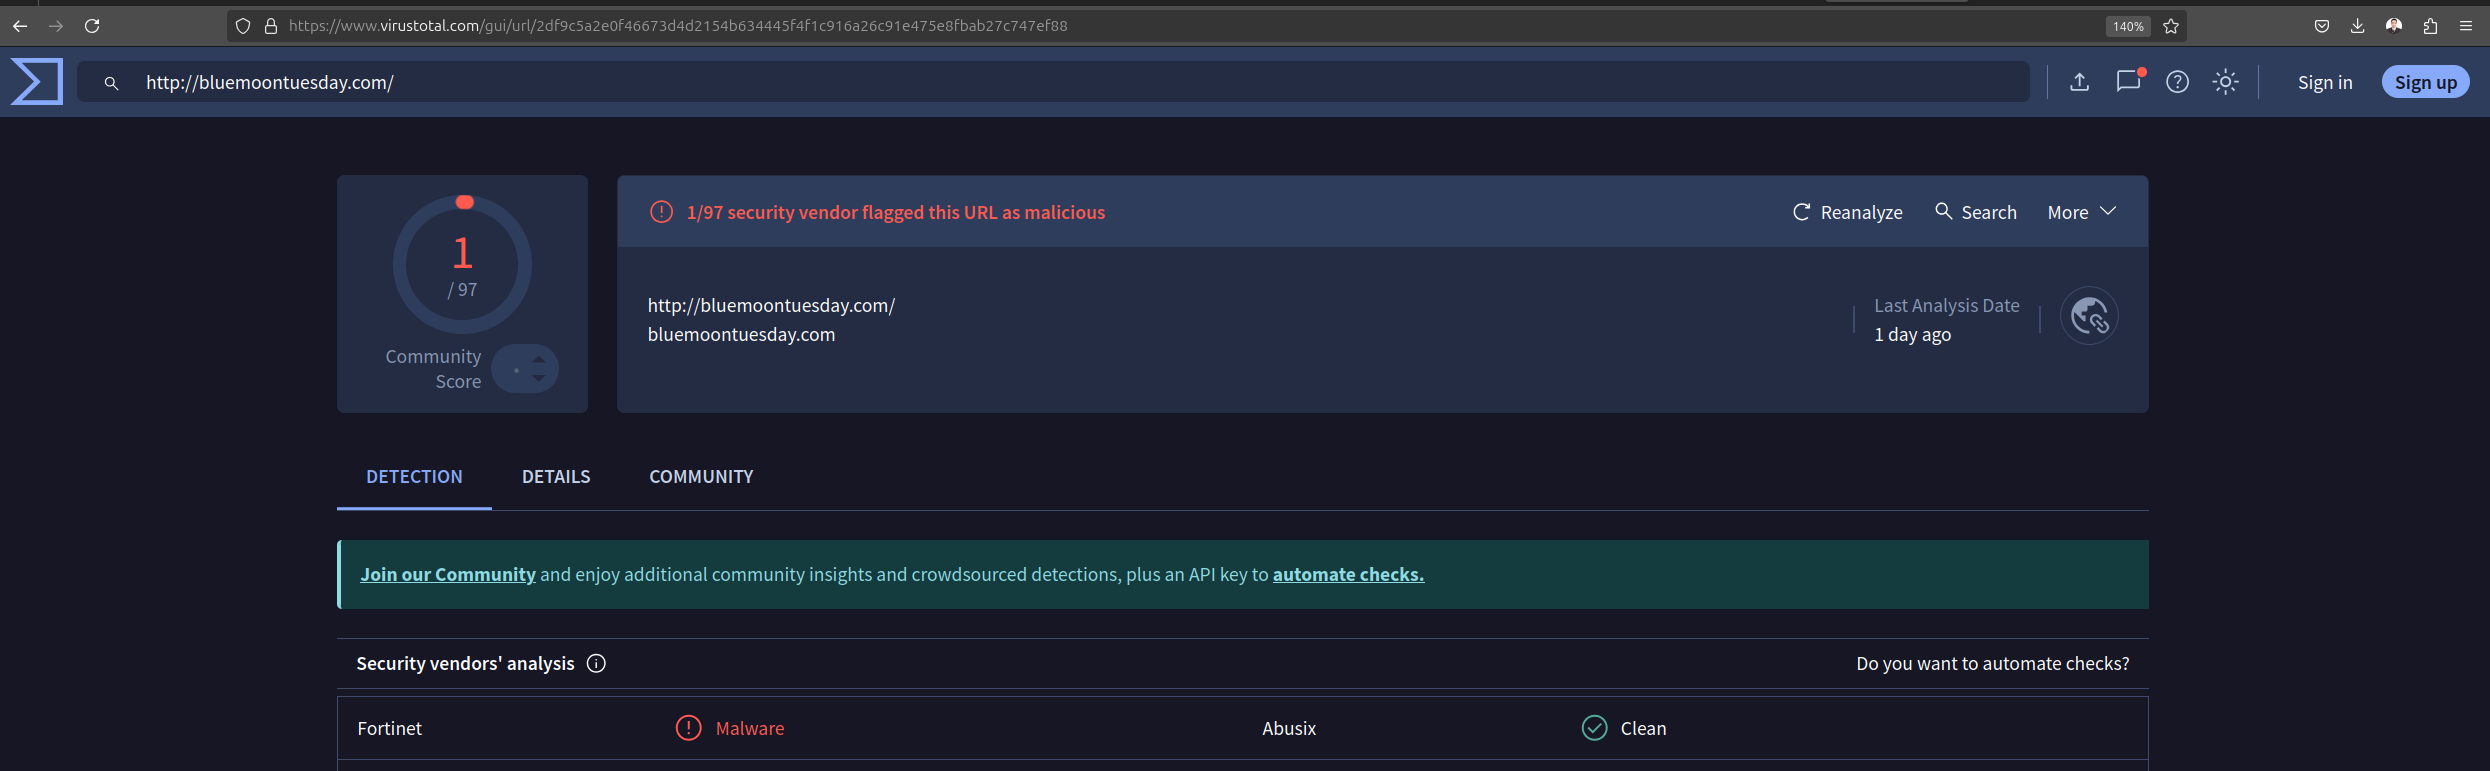 https://www.virustotal.com/gui/url/2df9c5a2e0f46673d4d2154b634445f4f1c916a26c91e475e8fbab27c747ef88
140%
http://bluemoontuesday.com/
Sign in
Sign up
1
/ 97
Community
Score
1/97 security vendor flagged this URL as malicious
Reanalyze
Search
More
http://bluemoontuesday.com/
bluemoontuesday.com
Last Analysis Date
1 day ago
DETECTION
DETAILS
COMMUNITY
Join our Community and enjoy additional community insights and crowdsourced detections, plus an API key to automate checks.
Security vendors' analysis
Do you want to automate checks?
Fortinet
Malware
Abusix
Clean